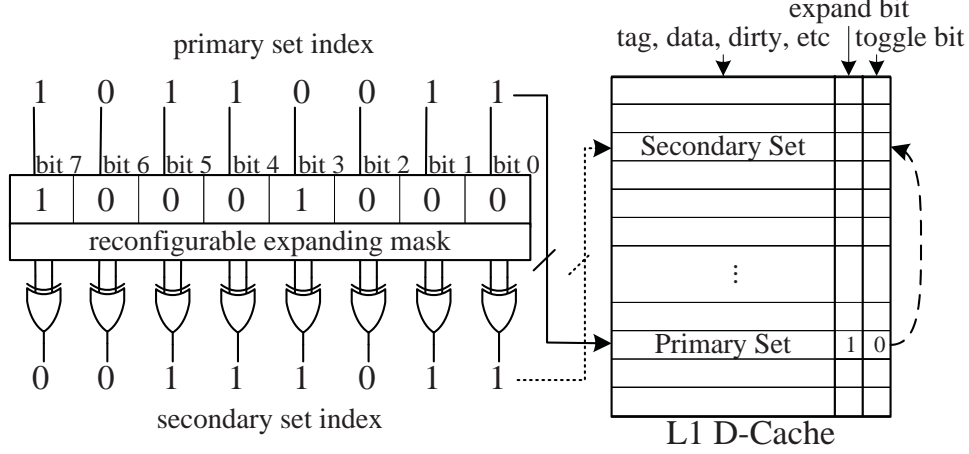 expand bit
primary set index
tag, data, dirty, etc
toggle bit
1 0 1 1 0 0 1 1
bit 7 bit 6 bit 5 bit 4 bit 3 bit 2 bit 1 bit 0
1 0 0 0 1 0 0 0
reconfigurable expanding mask
0 0 1 1 1 0 1 1
secondary set index
Secondary Set
...
Primary Set 1 0
L1 D-Cache